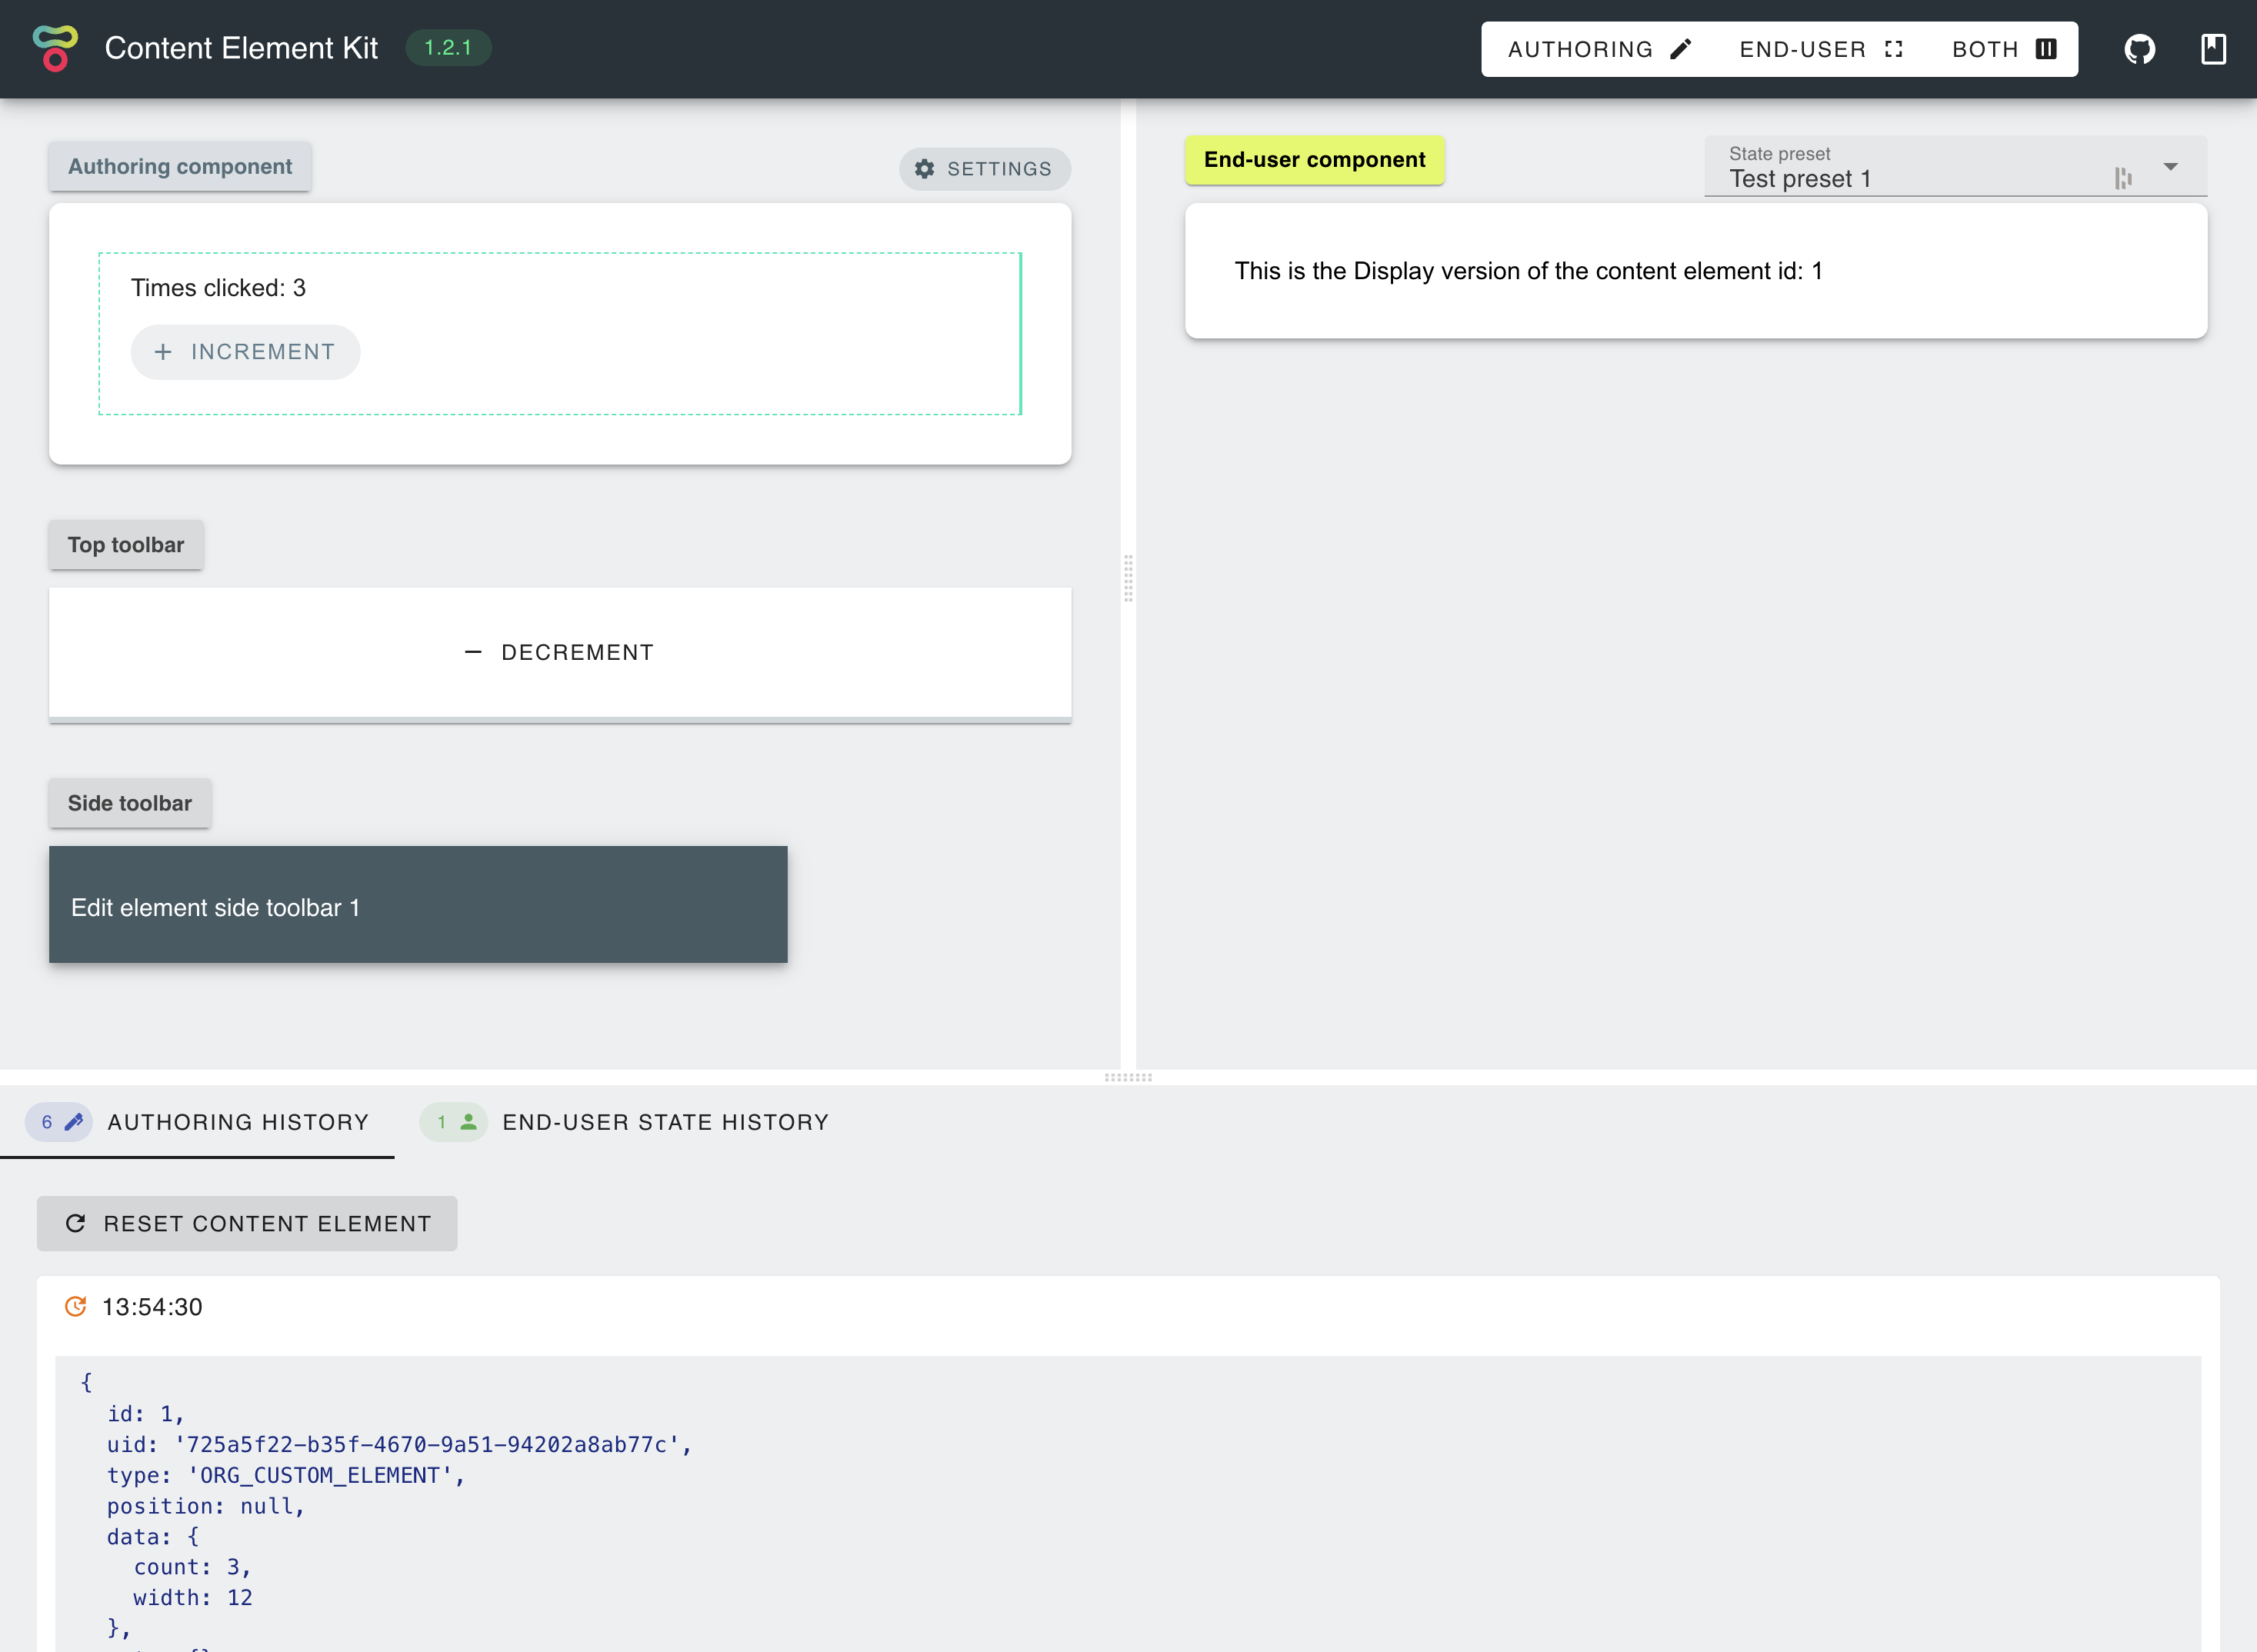 Content Element Kit 1.2.1 AUTHORING END-USER BOTH
Authoring component
SETTINGS
Times clicked: 3
+ INCREMENT
Top toolbar
− DECREMENT
Side toolbar
Edit element side toolbar 1
End-user component
State preset
Test preset 1
This is the Display version of the content element id: 1
6 AUTHORING HISTORY 1 END-USER STATE HISTORY
RESET CONTENT ELEMENT
13:54:30
{
id: 1,
uid: '725a5f22-b35f-4670-9a51-94202a8ab77c',
type: 'ORG_CUSTOM_ELEMENT',
position: null,
data: {
count: 3,
width: 12
},